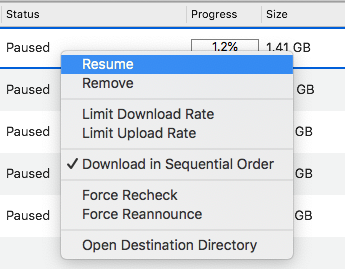 Status Progress Size
Paused 1.2% 1.41 GB
Resume
Remove
Paused GB
Limit Download Rate
Limit Upload Rate
Paused GB
✓ Download in Sequential Order
Paused GB
Force Recheck
Force Reannounce
Paused GB
Open Destination Directory